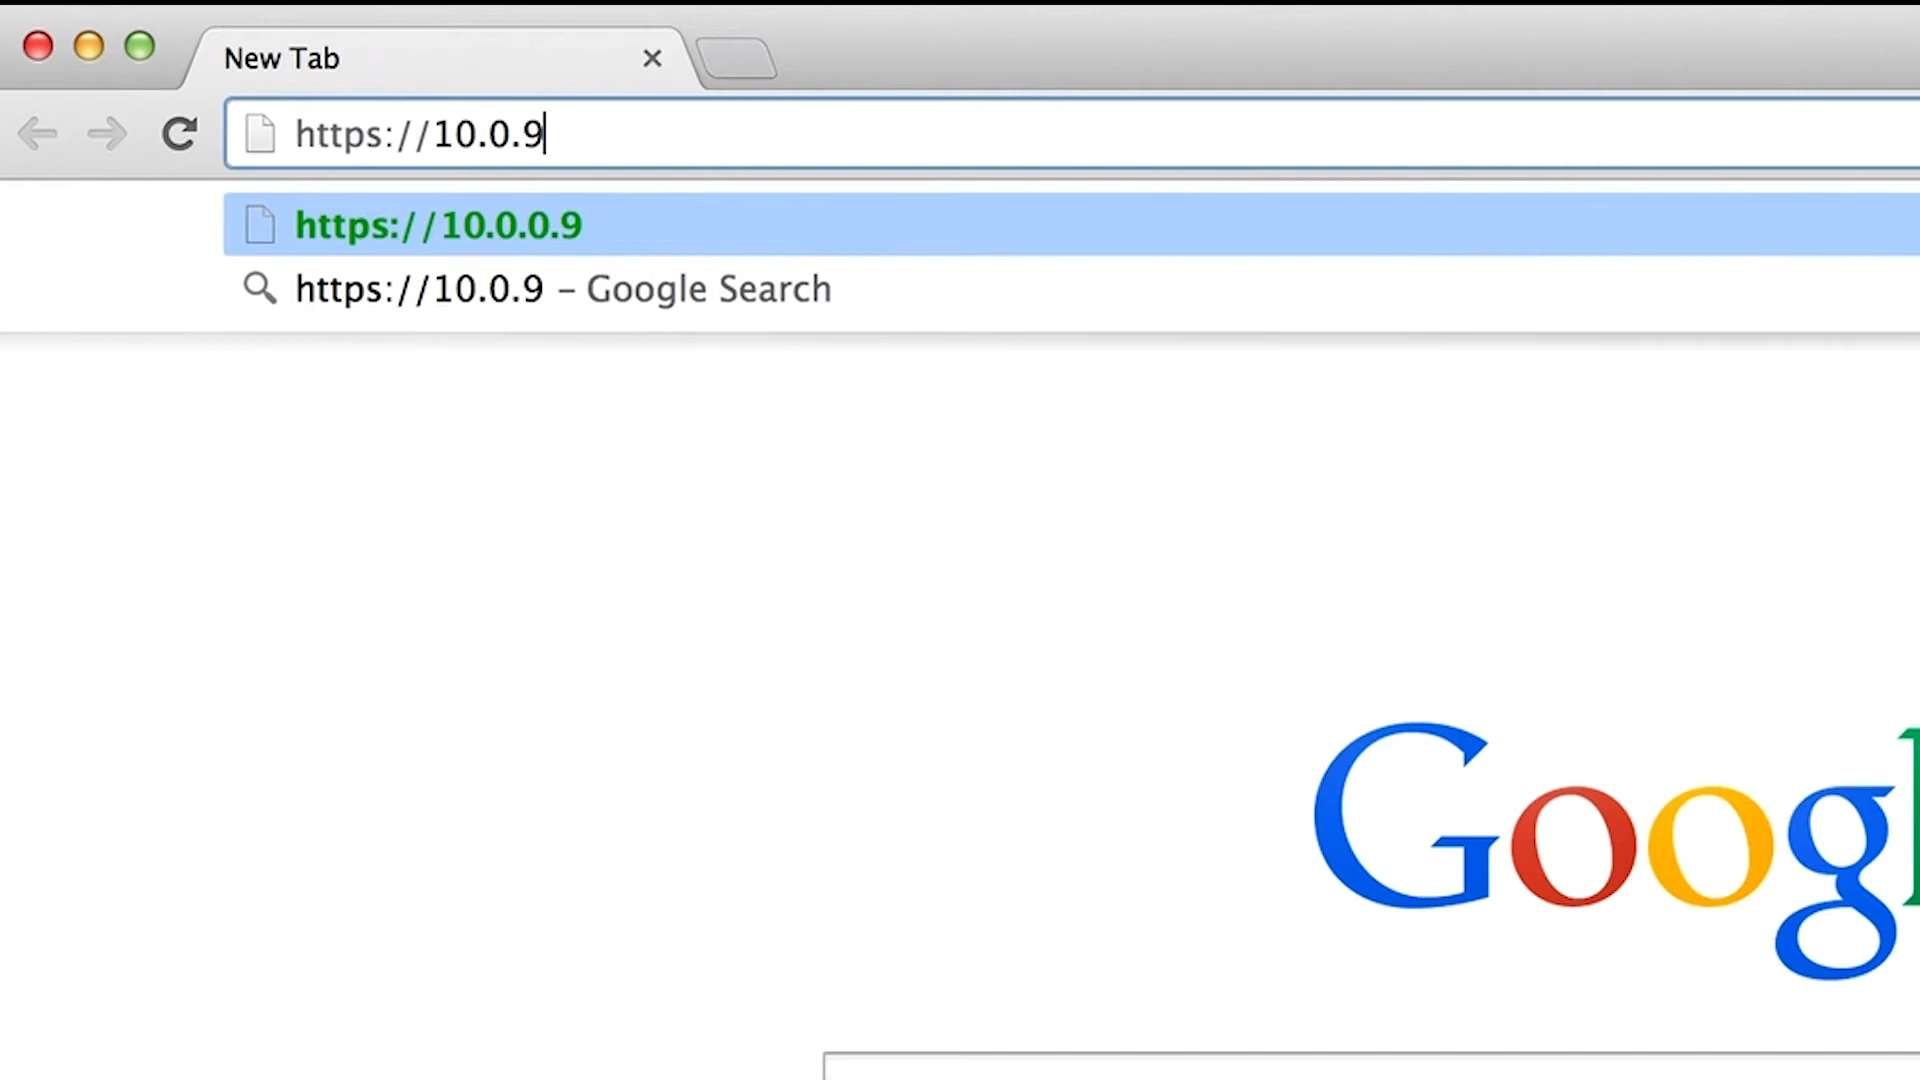 New Tab
https://10.0.9
https://10.0.0.9
https://10.0.9 – Google Search
Googl